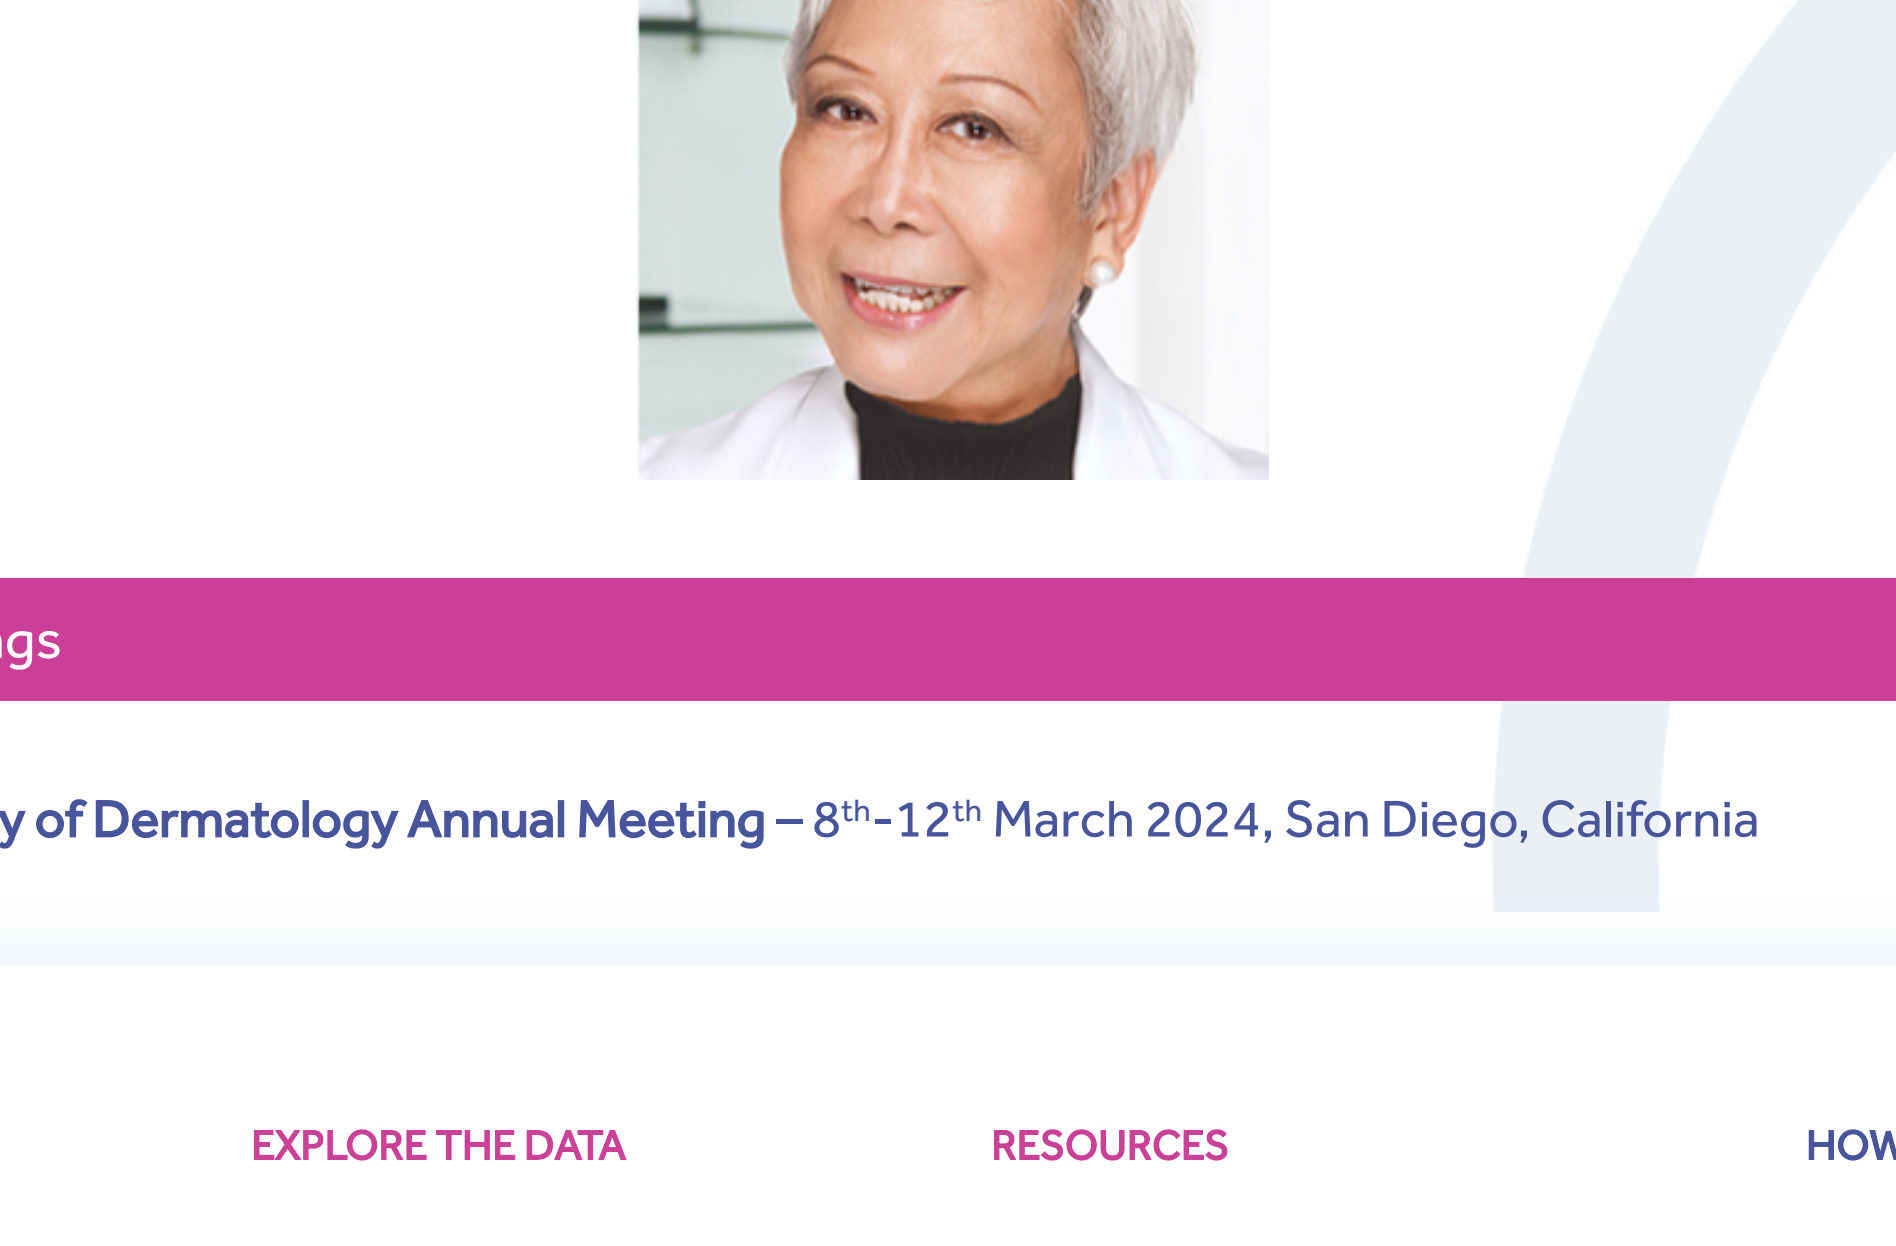 gs
y of Dermatology Annual Meeting – 8th-12th March 2024, San Diego, California
EXPLORE THE DATA
RESOURCES
HOW